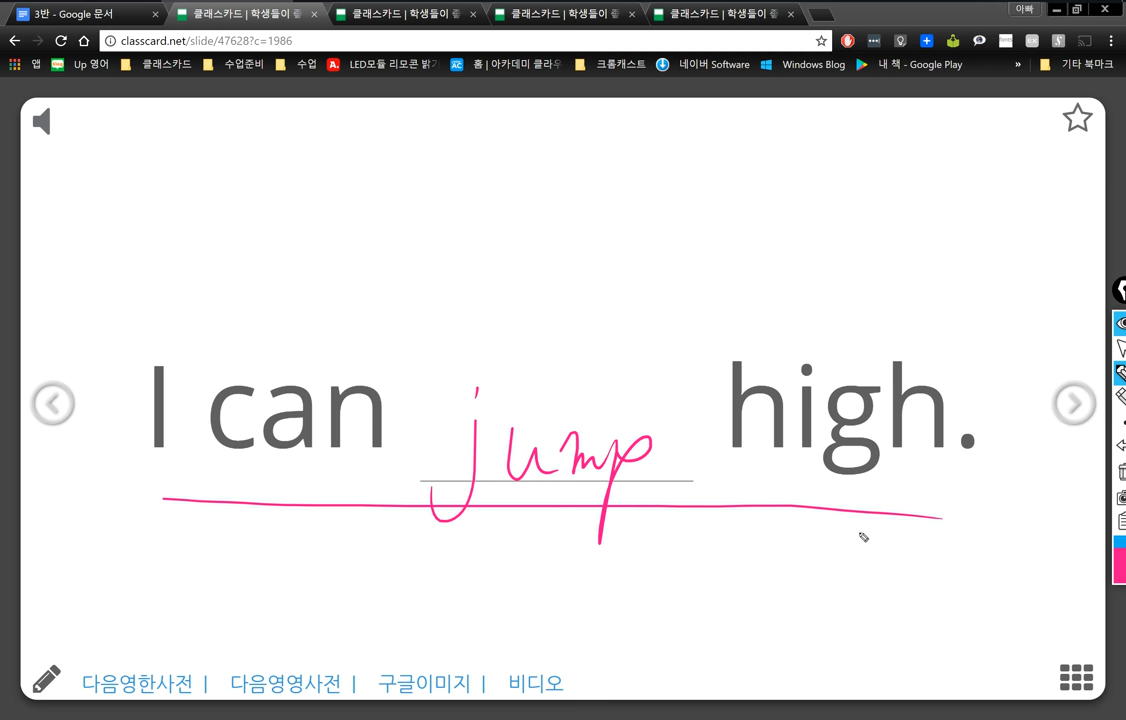 3반 - Google 문서
클래스카드 | 학생들이 좋
클래스카드 | 학생들이 좋
클래스카드 | 학생들이 좋
클래스카드 | 학생들이 좋
아빠
classcard.net/slide/47628?c=1986
앱 Up 영어 클래스카드 수업준비 수업 LED모듈 리모콘 밝기 홈 | 아카데미 클라우 크롬캐스트 네이버 Software Windows Blog 내 책 - Google Play » 기타 북마크
I can jump high.
다음영한사전 | 다음영영사전 | 구글이미지 | 비디오